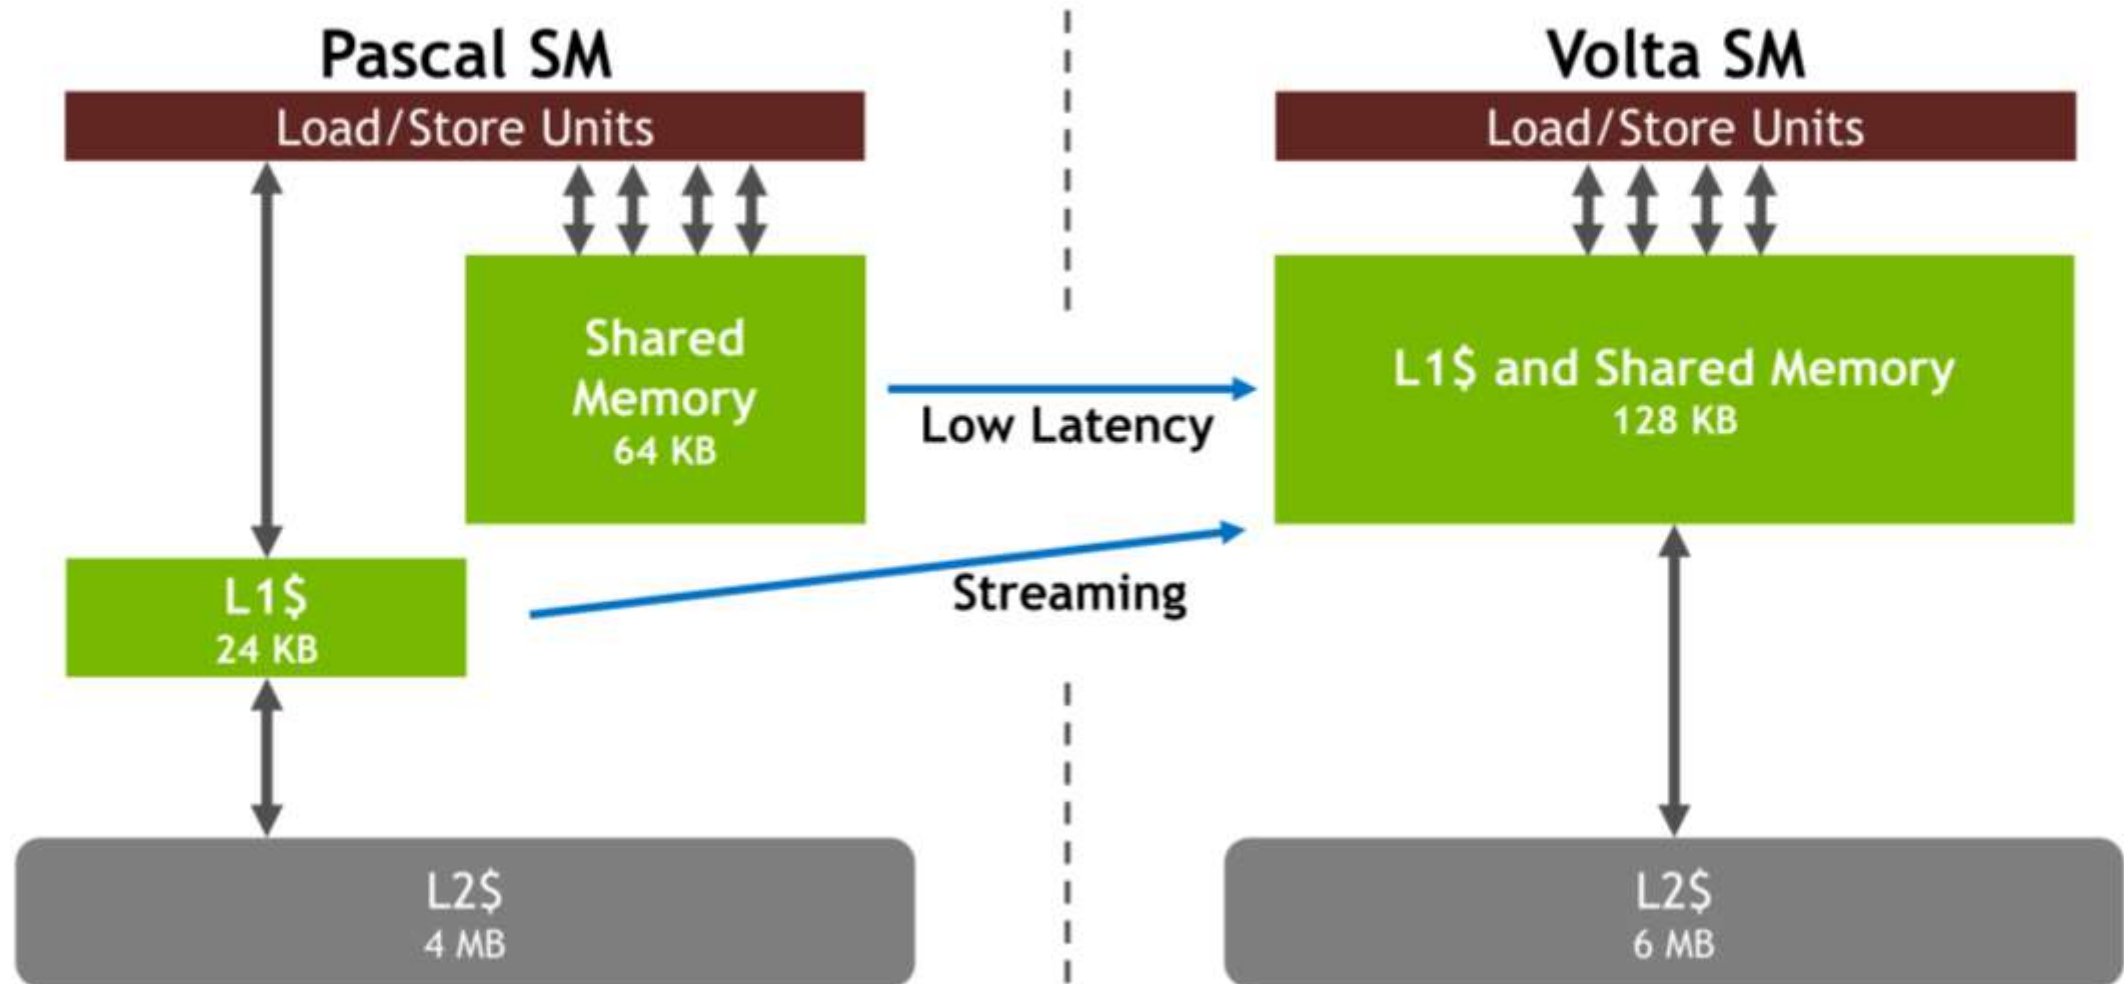 Pascal SM
Load/Store Units
Shared
Memory
64 KB
L1$
24 KB
L2$
4 MB
Low Latency
Streaming
Volta SM
Load/Store Units
L1$ and Shared Memory
128 KB
L2$
6 MB